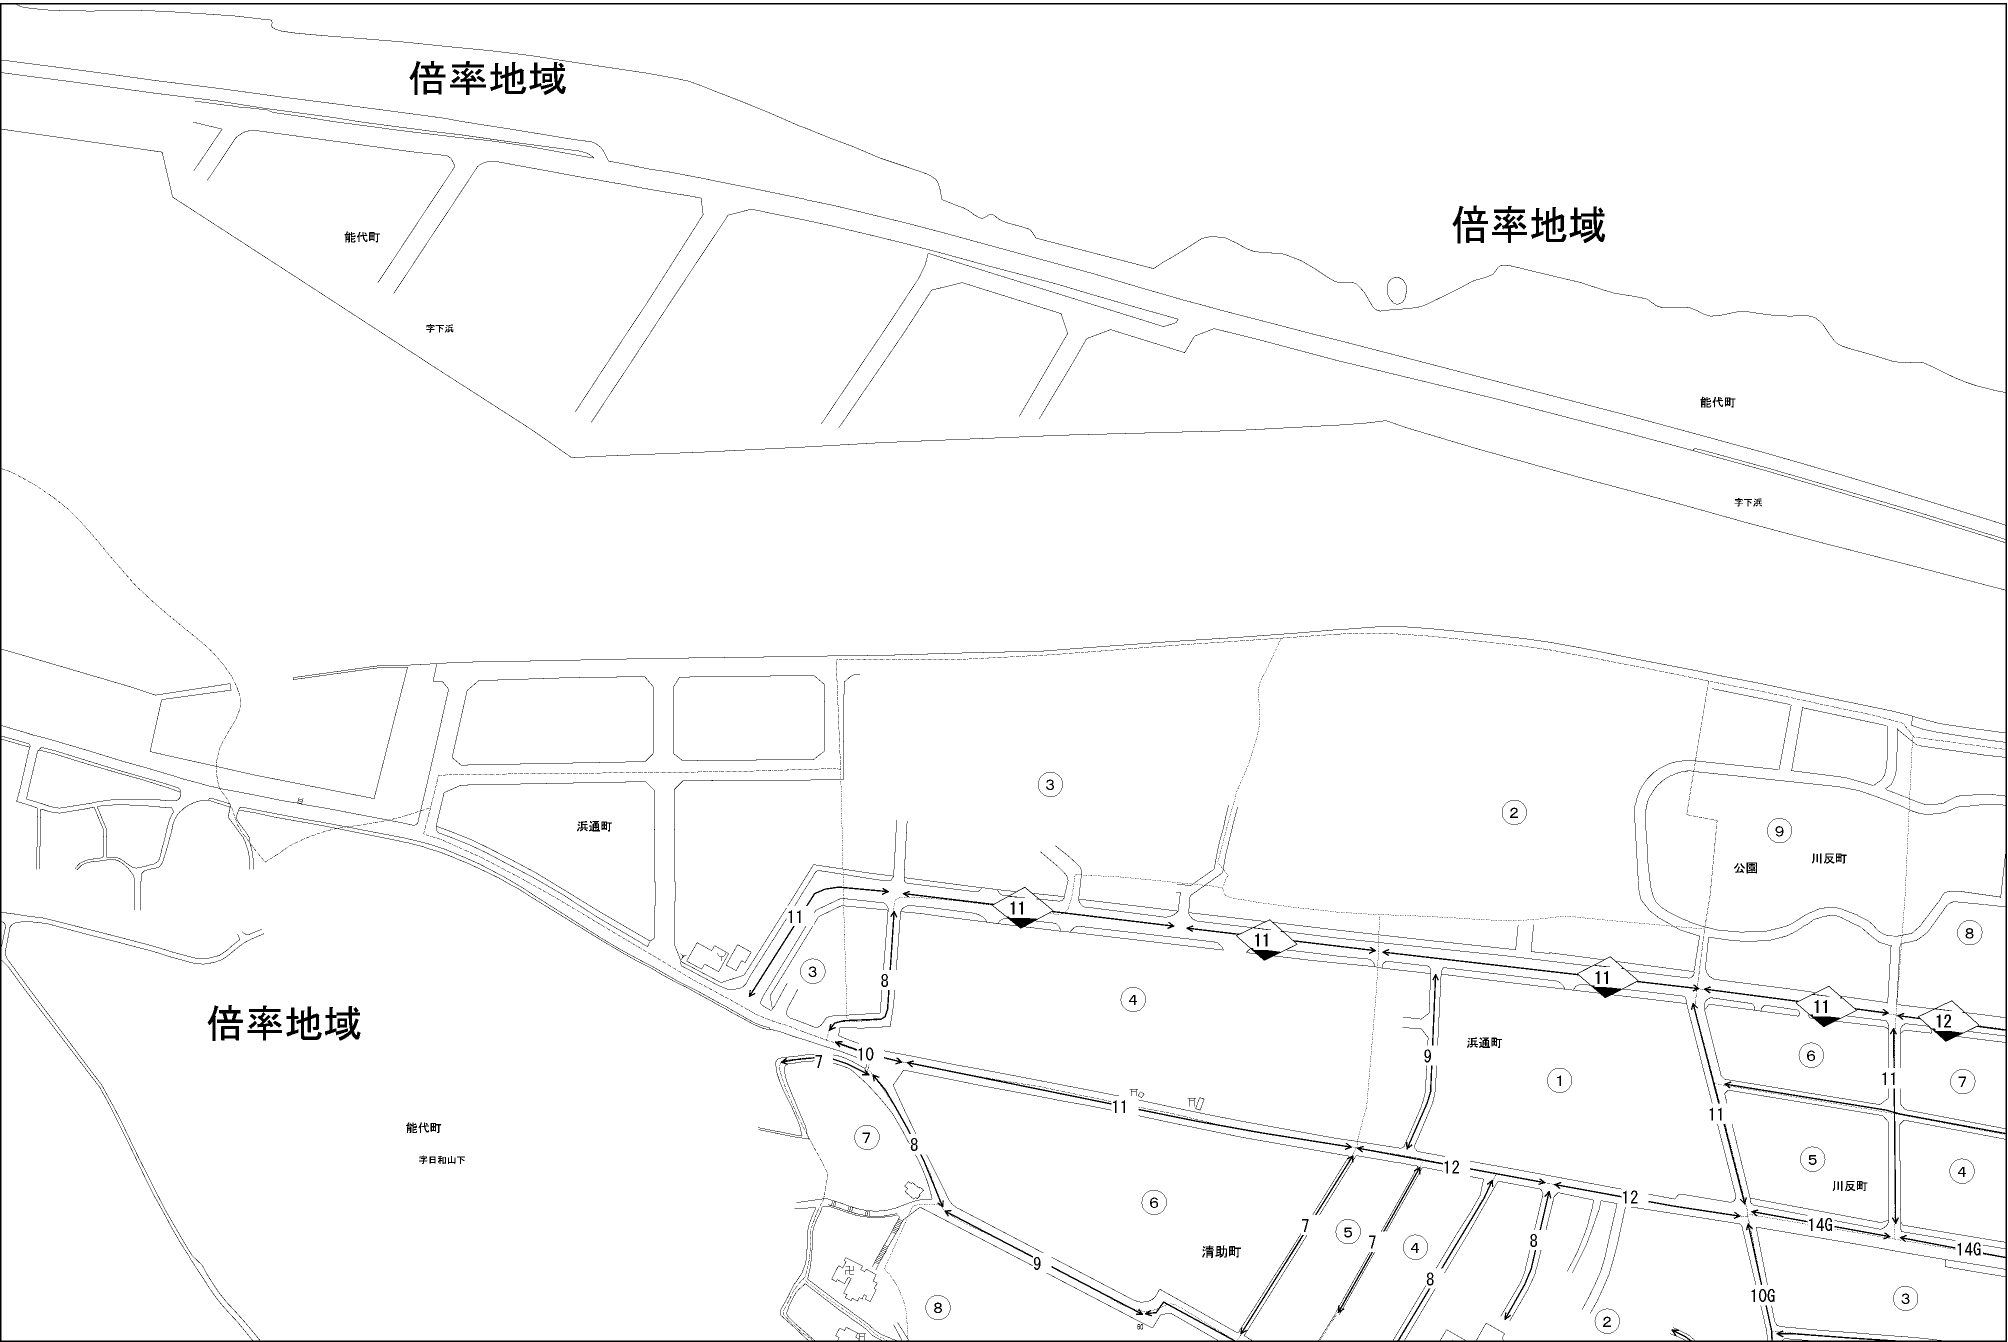 倍率地域
倍率地域
能代町
字下浜
能代町
字下浜
③
②
⑨
浜通町
公園
川反町
11
11
11
11
11
12
⑧
③
8
④
9
浜通町
①
⑥
11
⑦
倍率地域
10
7
11
11
能代町
字日和山下
⑦
8
12
⑤
川反町
④
12
14G
14G
⑥
清助町
7
⑤
7
④
8
8
9
10G
③
⑧
②